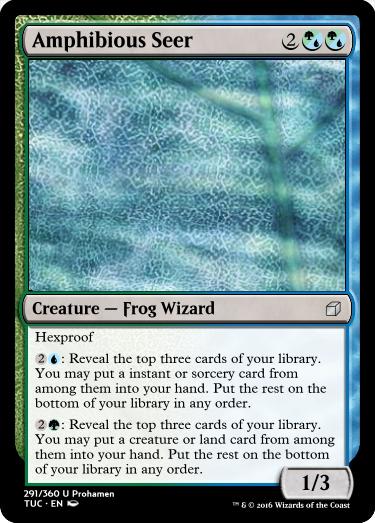 Amphibious Seer 2
Creature — Frog Wizard
Hexproof
2: Reveal the top three cards of your library.
You may put a instant or sorcery card from
among them into your hand. Put the rest on the
bottom of your library in any order.
2: Reveal the top three cards of your library.
You may put a creature or land card from among
them into your hand. Put the rest on the bottom
of your library in any order.
1/3
291/360 U Prohamen
TUC · EN
™ & © 2016 Wizards of the Coast